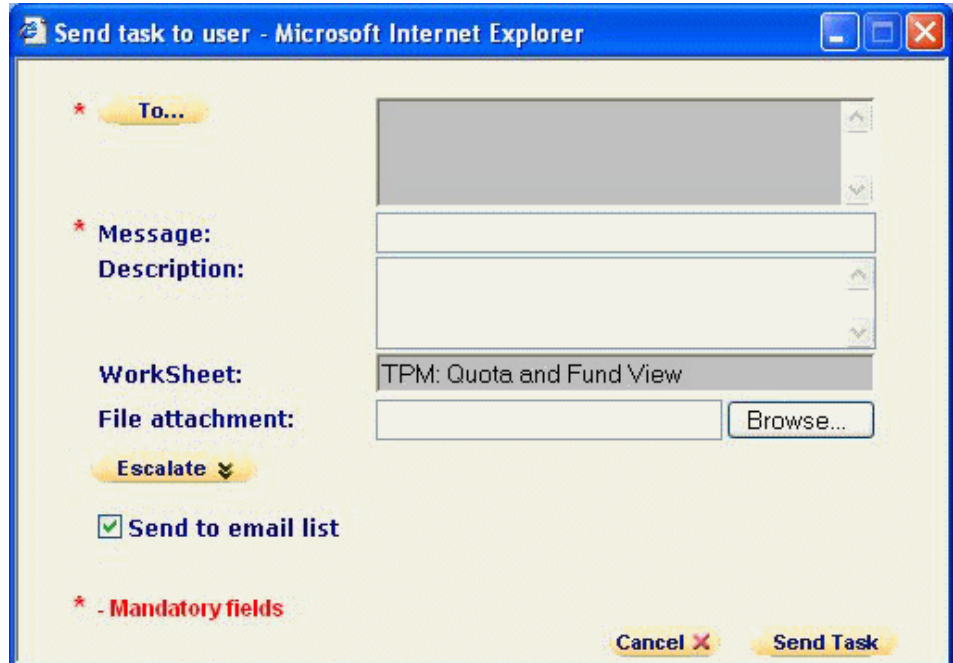 Send task to user - Microsoft Internet Explorer
* To...
* Message:
Description:
WorkSheet: TPM: Quota and Fund View
File attachment: Browse...
Escalate
Send to email list
* - Mandatory fields
Cancel Send Task